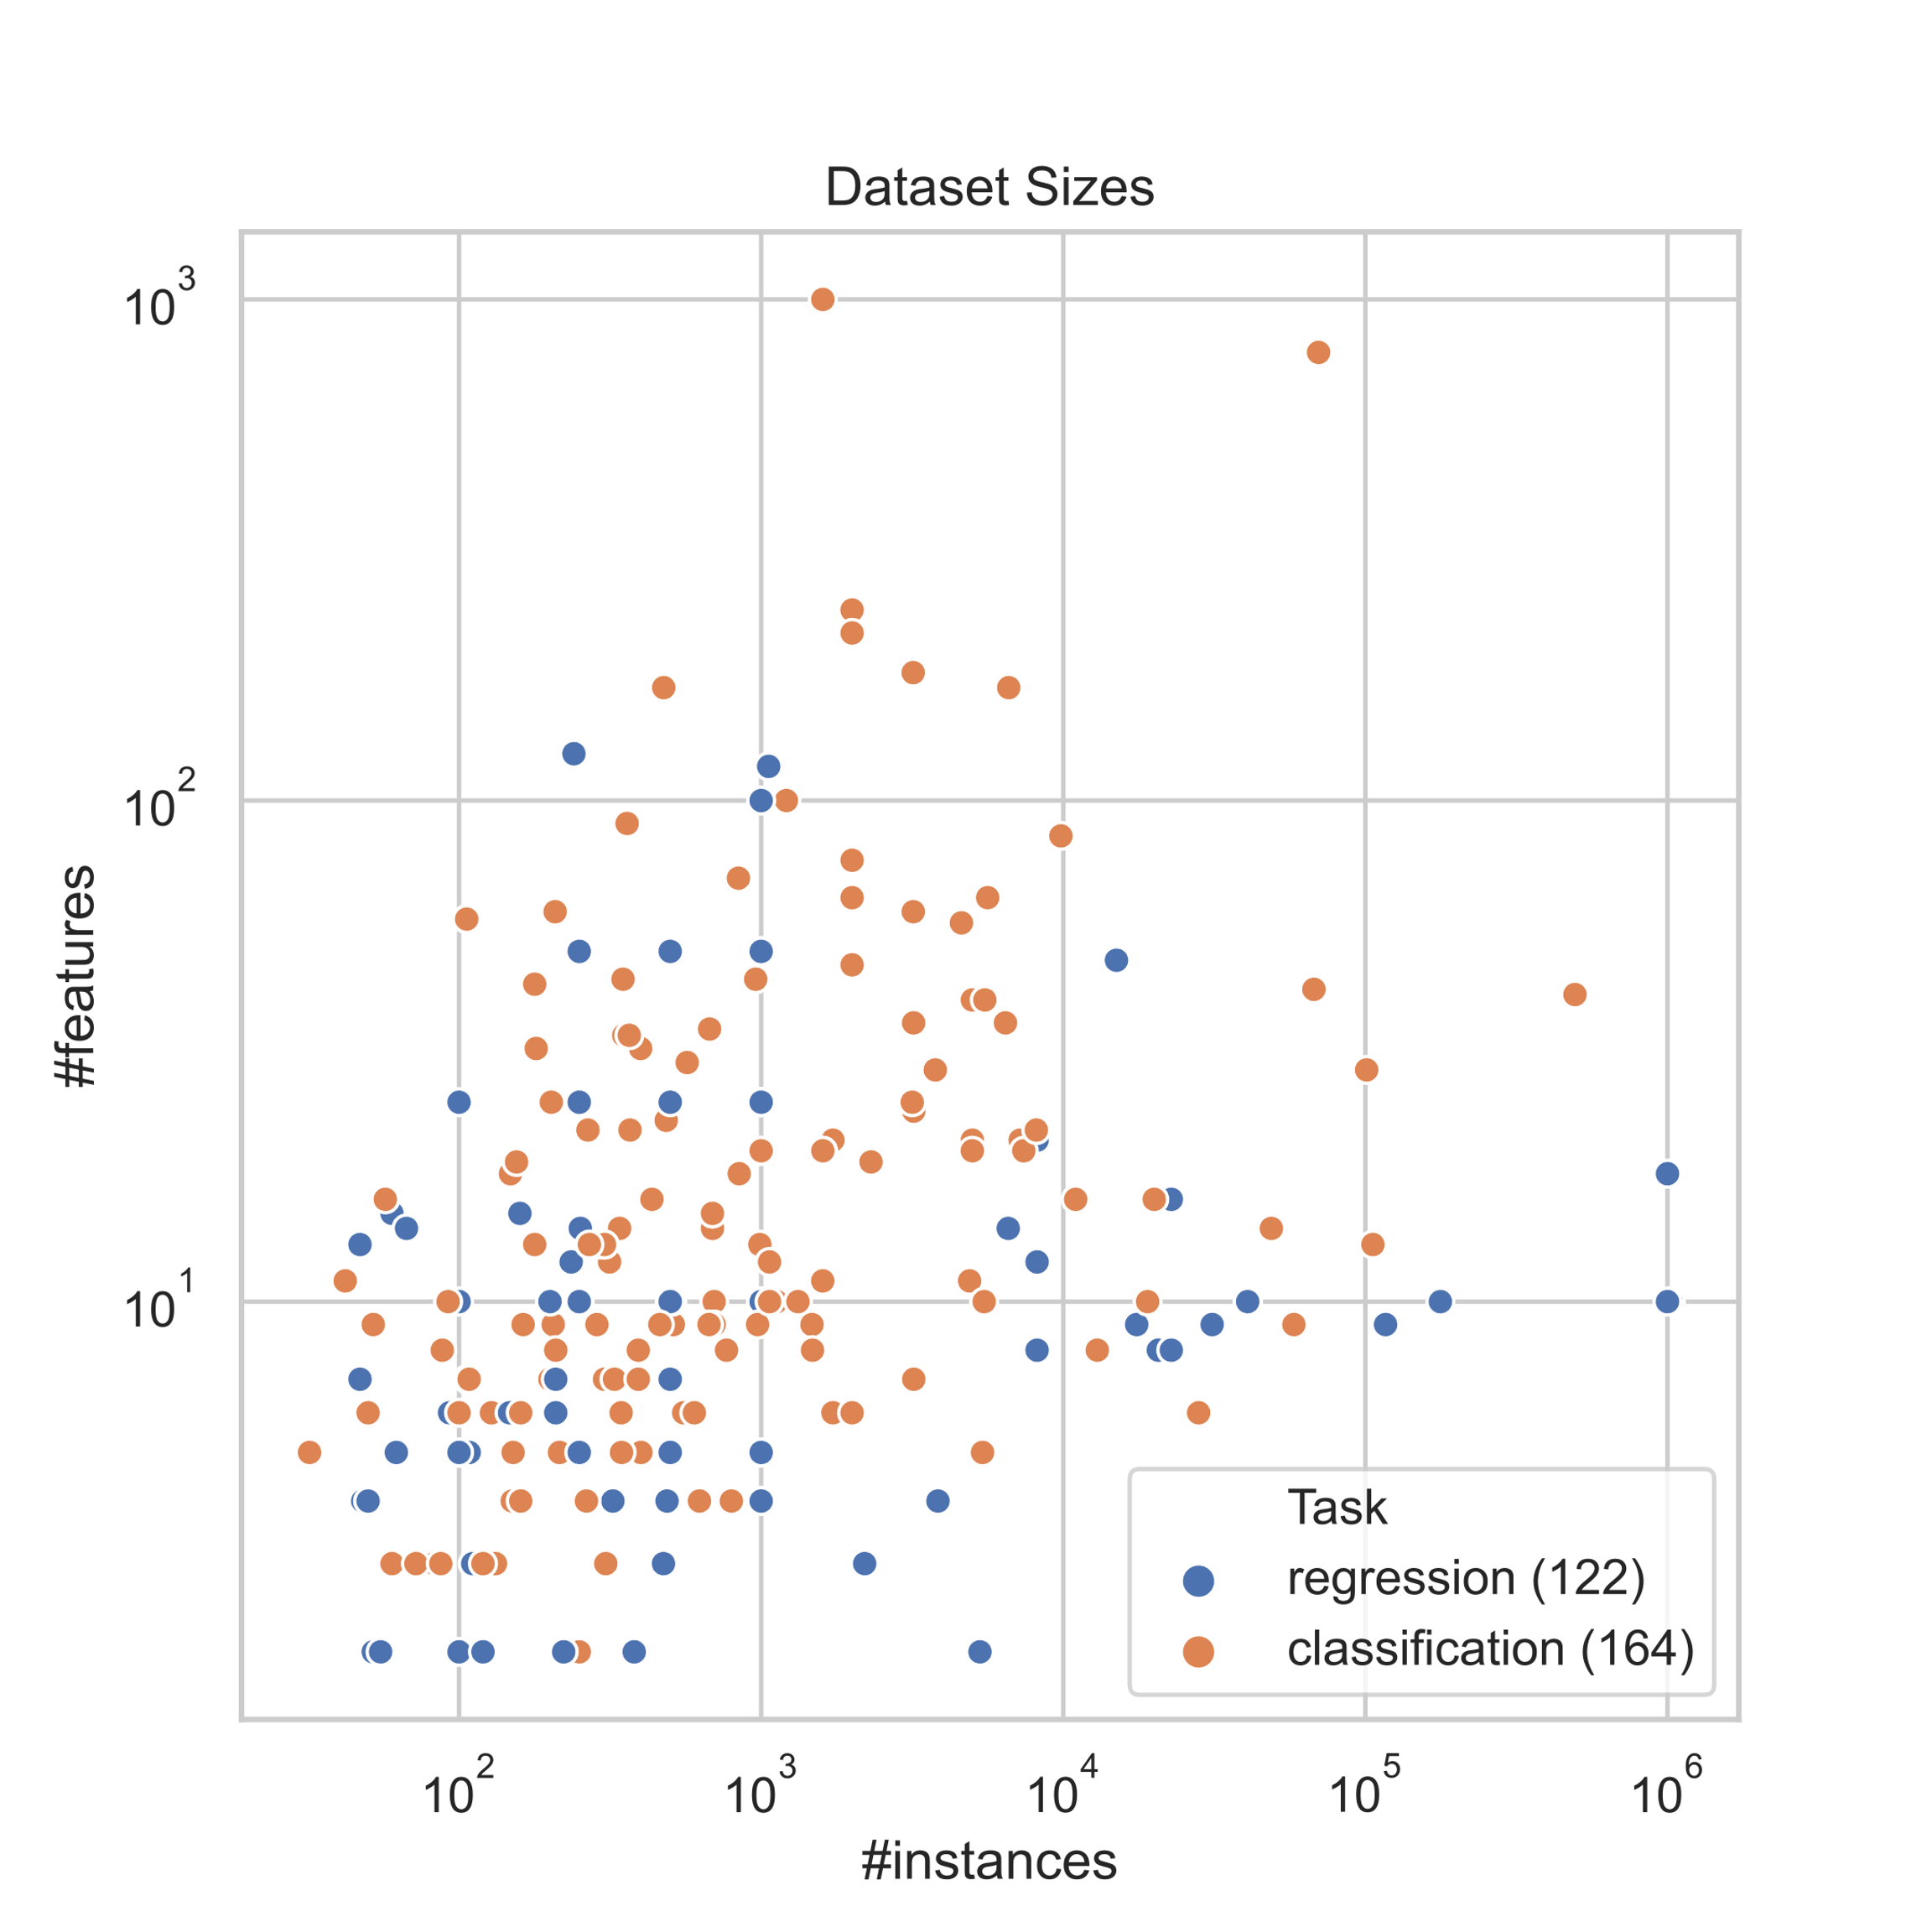 Dataset Sizes
10³
10²
10¹
#features
10²
10³
10⁴
10⁵
10⁶
#instances
Task
regression (122)
classification (164)